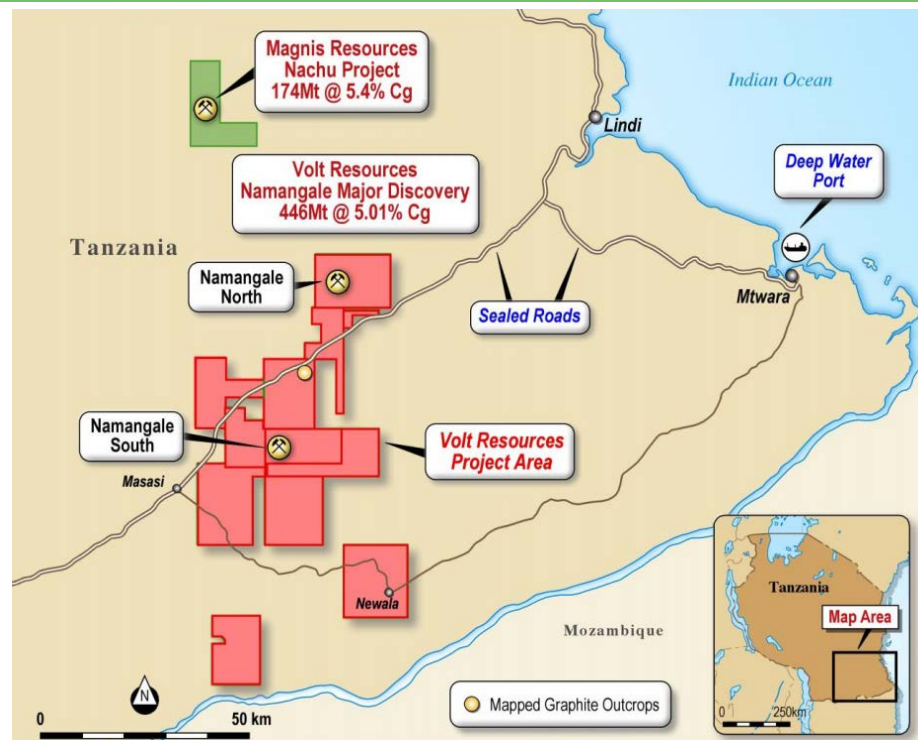 Magnis Resources
Nachu Project
174Mt @ 5.4% Cg
Indian Ocean
Lindi
Deep Water
Port
Volt Resources
Namangale Major Discovery
446Mt @ 5.01% Cg
Tanzania
Namangale
North
Mtwara
Sealed Roads
Namangale
South
Volt Resources
Project Area
Masasi
Newala
Mozambique
Tanzania
Map Area
N
0 50 km
Mapped Graphite Outcrops
0 250km